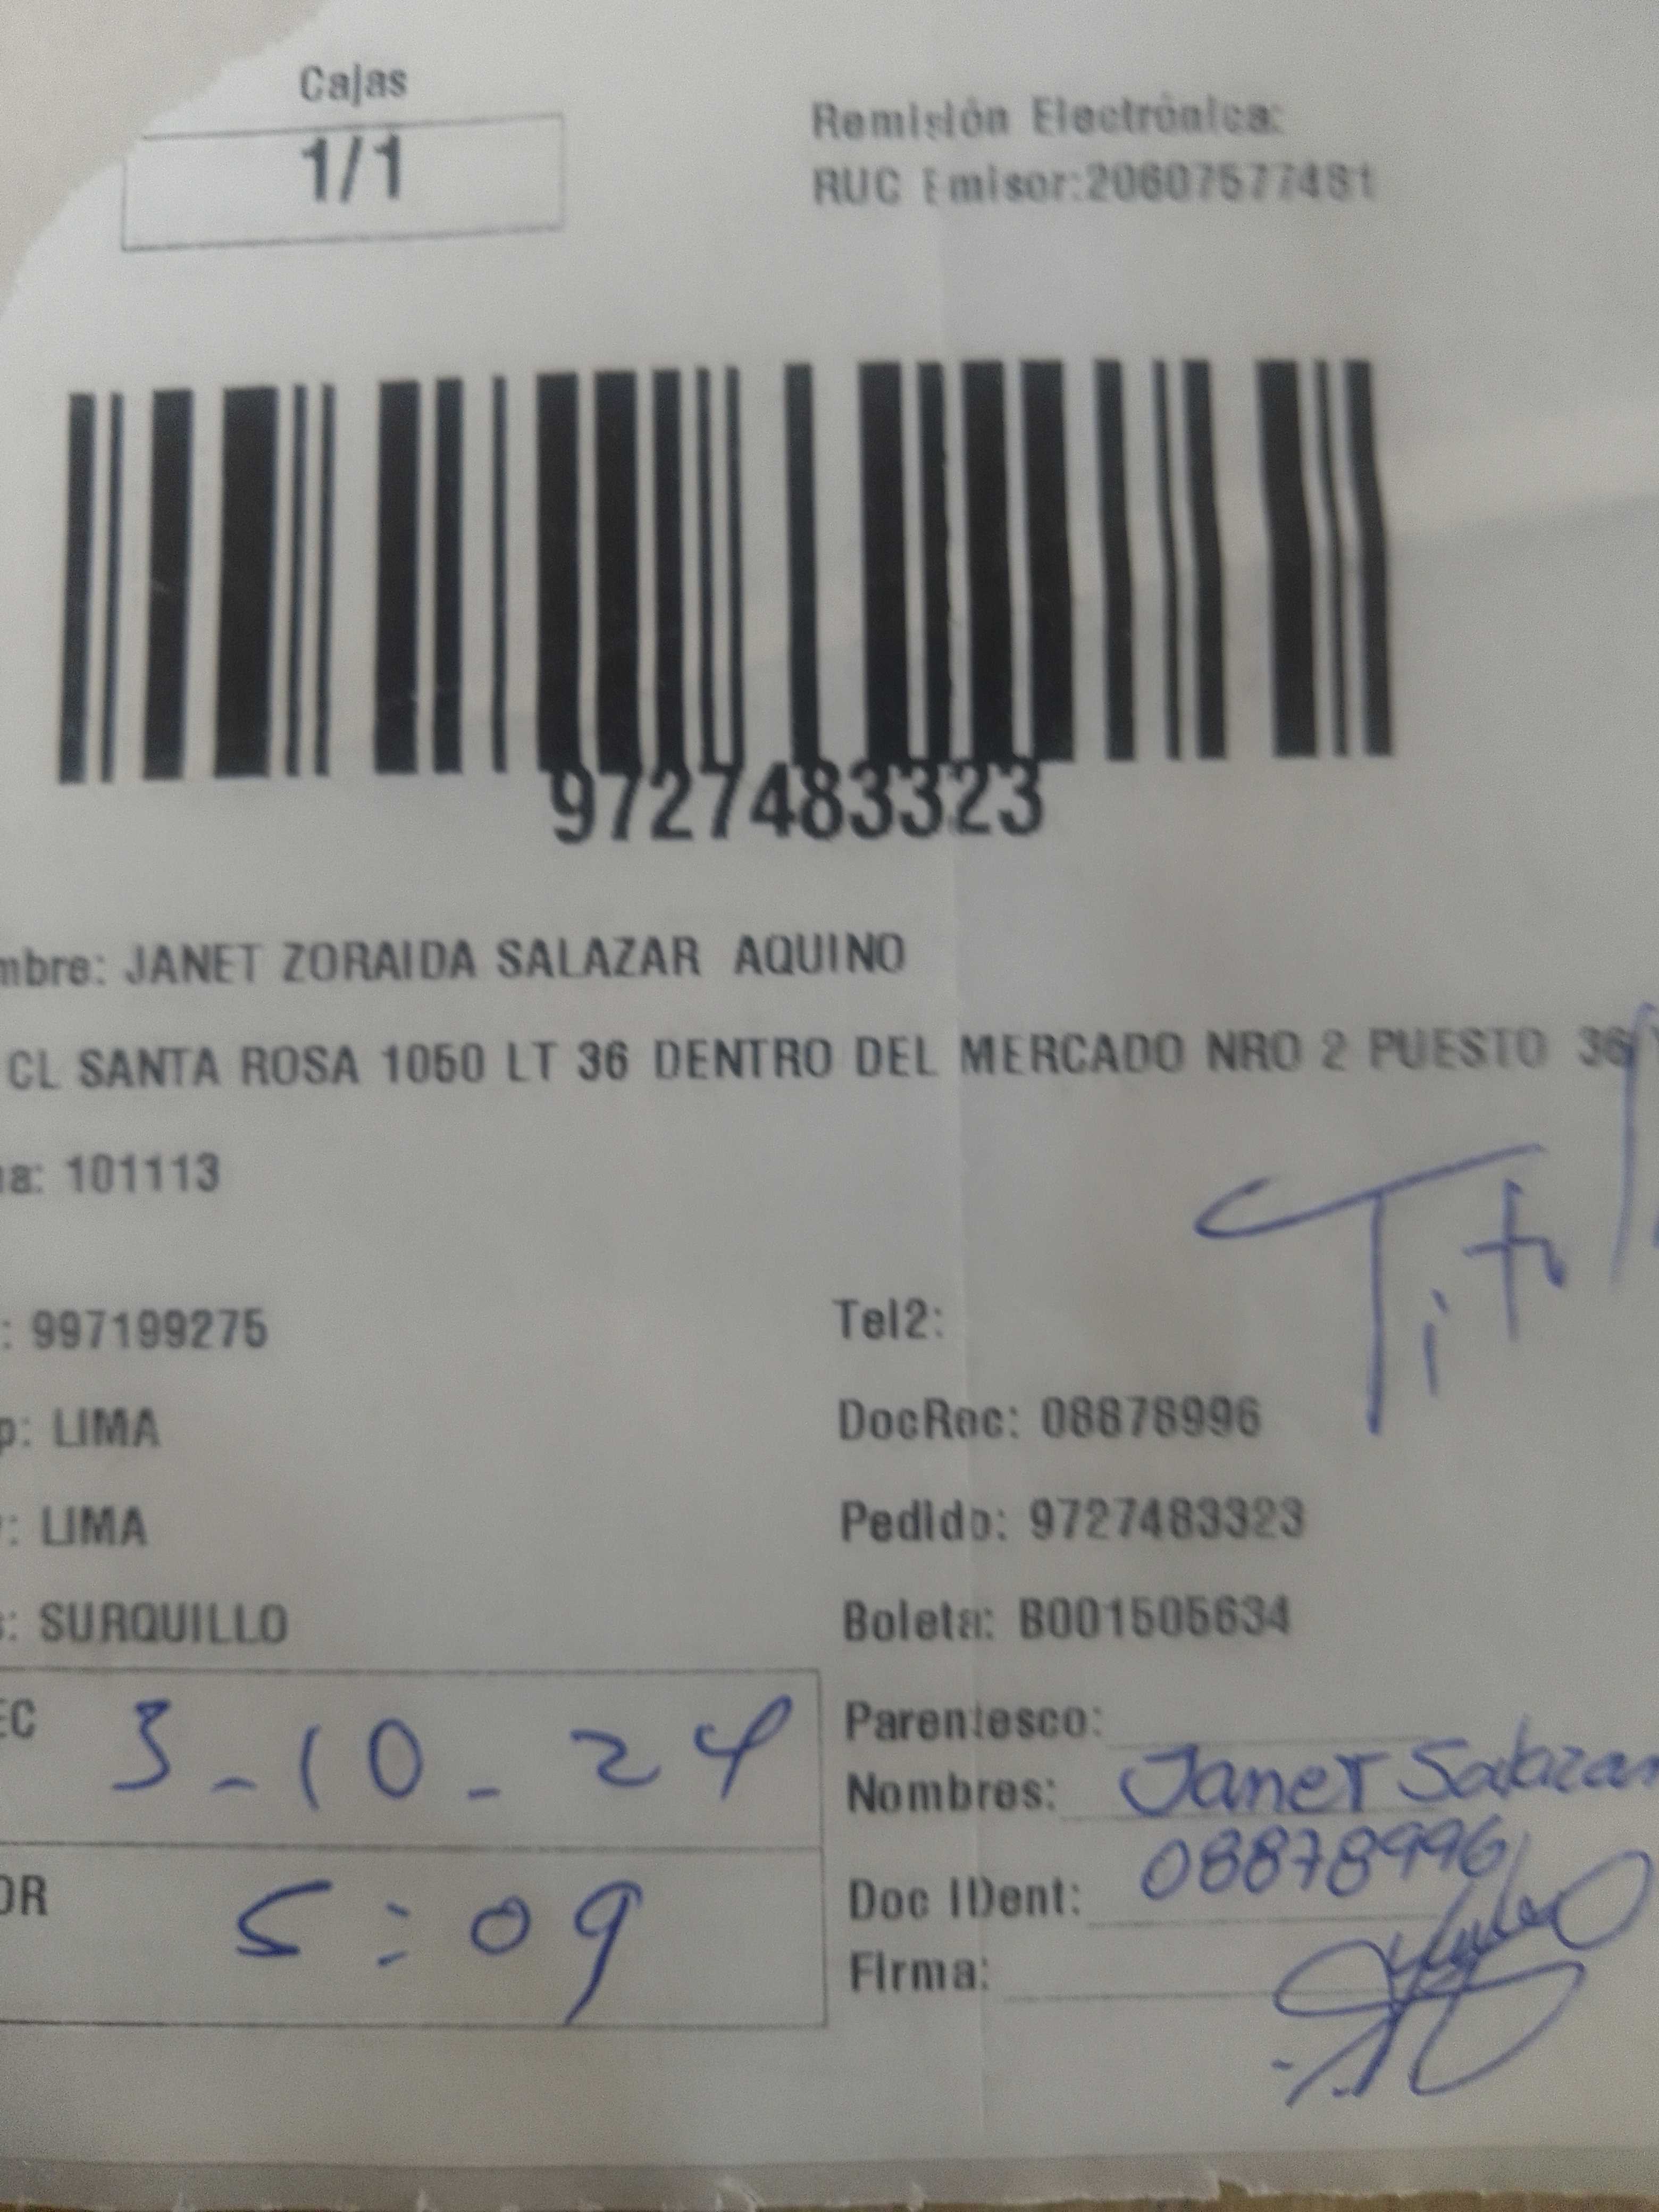 Cajas
1/1
Remisión Electrónica:
RUC Emisor:20607577481
9727483323
mbre: JANET ZORAIDA SALAZAR AQUINO
CL SANTA ROSA 1050 LT 36 DENTRO DEL MERCADO NRO 2 PUESTO 36
na: 101113
: 997199275
Tel2:
p: LIMA
DocRec: 08878996
: LIMA
Pedido: 9727483323
s: SURQUILLO
Boleta: B001505634
EC 3-10-24
Parentesco:
Nombres: Janet Salazar
OR 5:09
Doc IDent: 08878996
Firma: